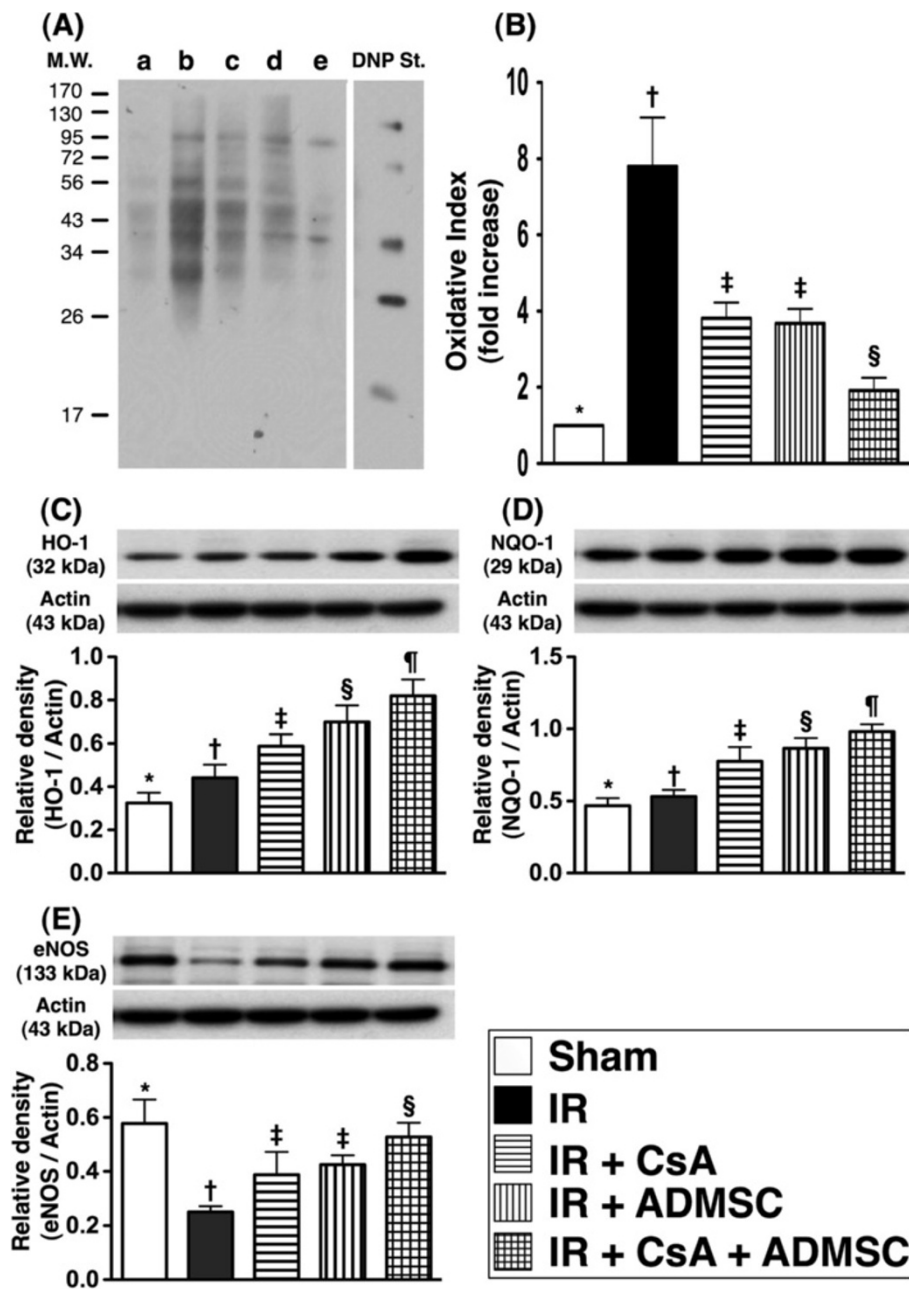 (A)
M.W. a b c d e DNP St.
170
130
95
72
56
43
34
26
17
(B)
Oxidative Index
(fold increase)
10
8
6
4
2
0
* † ‡ ‡ §
(C)
HO-1
(32 kDa)
Actin
(43 kDa)
Relative density
(HO-1 / Actin)
1.0
0.8
0.6
0.4
0.2
0.0
* † ‡ § ¶
(D)
NQO-1
(29 kDa)
Actin
(43 kDa)
Relative density
(NQO-1 / Actin)
1.5
1.0
0.5
0.0
* † ‡ § ¶
(E)
eNOS
(133 kDa)
Actin
(43 kDa)
Relative density
(eNOS / Actin)
0.8
0.6
0.4
0.2
0.0
* † ‡ ‡ §
Sham
IR
IR + CsA
IR + ADMSC
IR + CsA + ADMSC